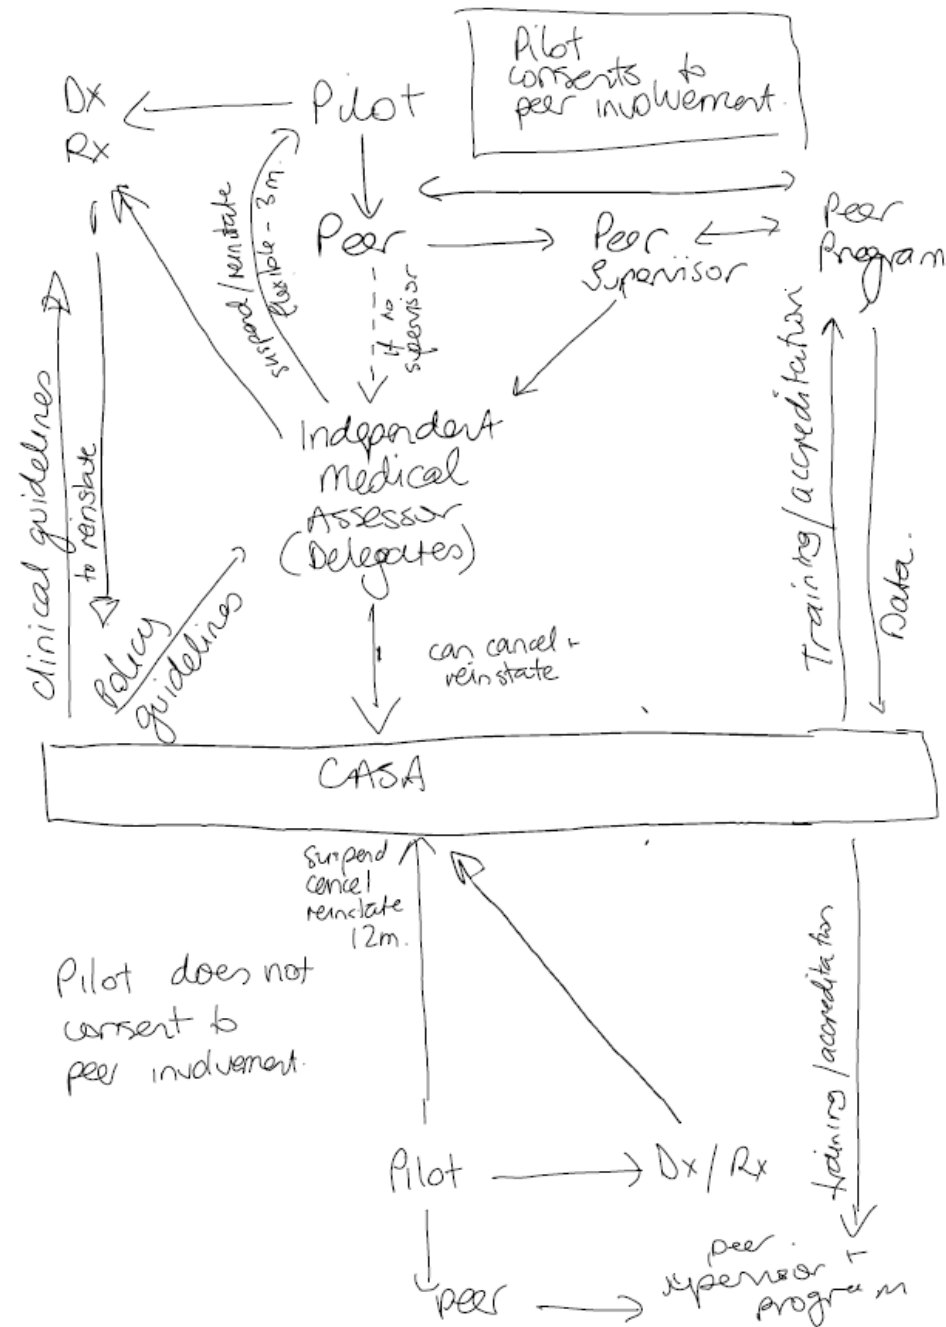 Pilot
consents to
peer involvement.
Dx
Rx
Pilot
suspend/reinstate
flexible - 3m.
Peer
Peer
Supervisor
Peer
Program
if no
supervisor
Independent
Medical
Assessor
(Delegates)
clinical guidelines
to reinstate
Policy
guidelines
can cancel +
reinstate
Training/accreditation
Data.
CASA
suspend
cancel
reinstate
12m.
Pilot does not
consent to
peer involvement.
training/accreditation
Pilot
Dx/Rx
peer
peer
supervisor +
program